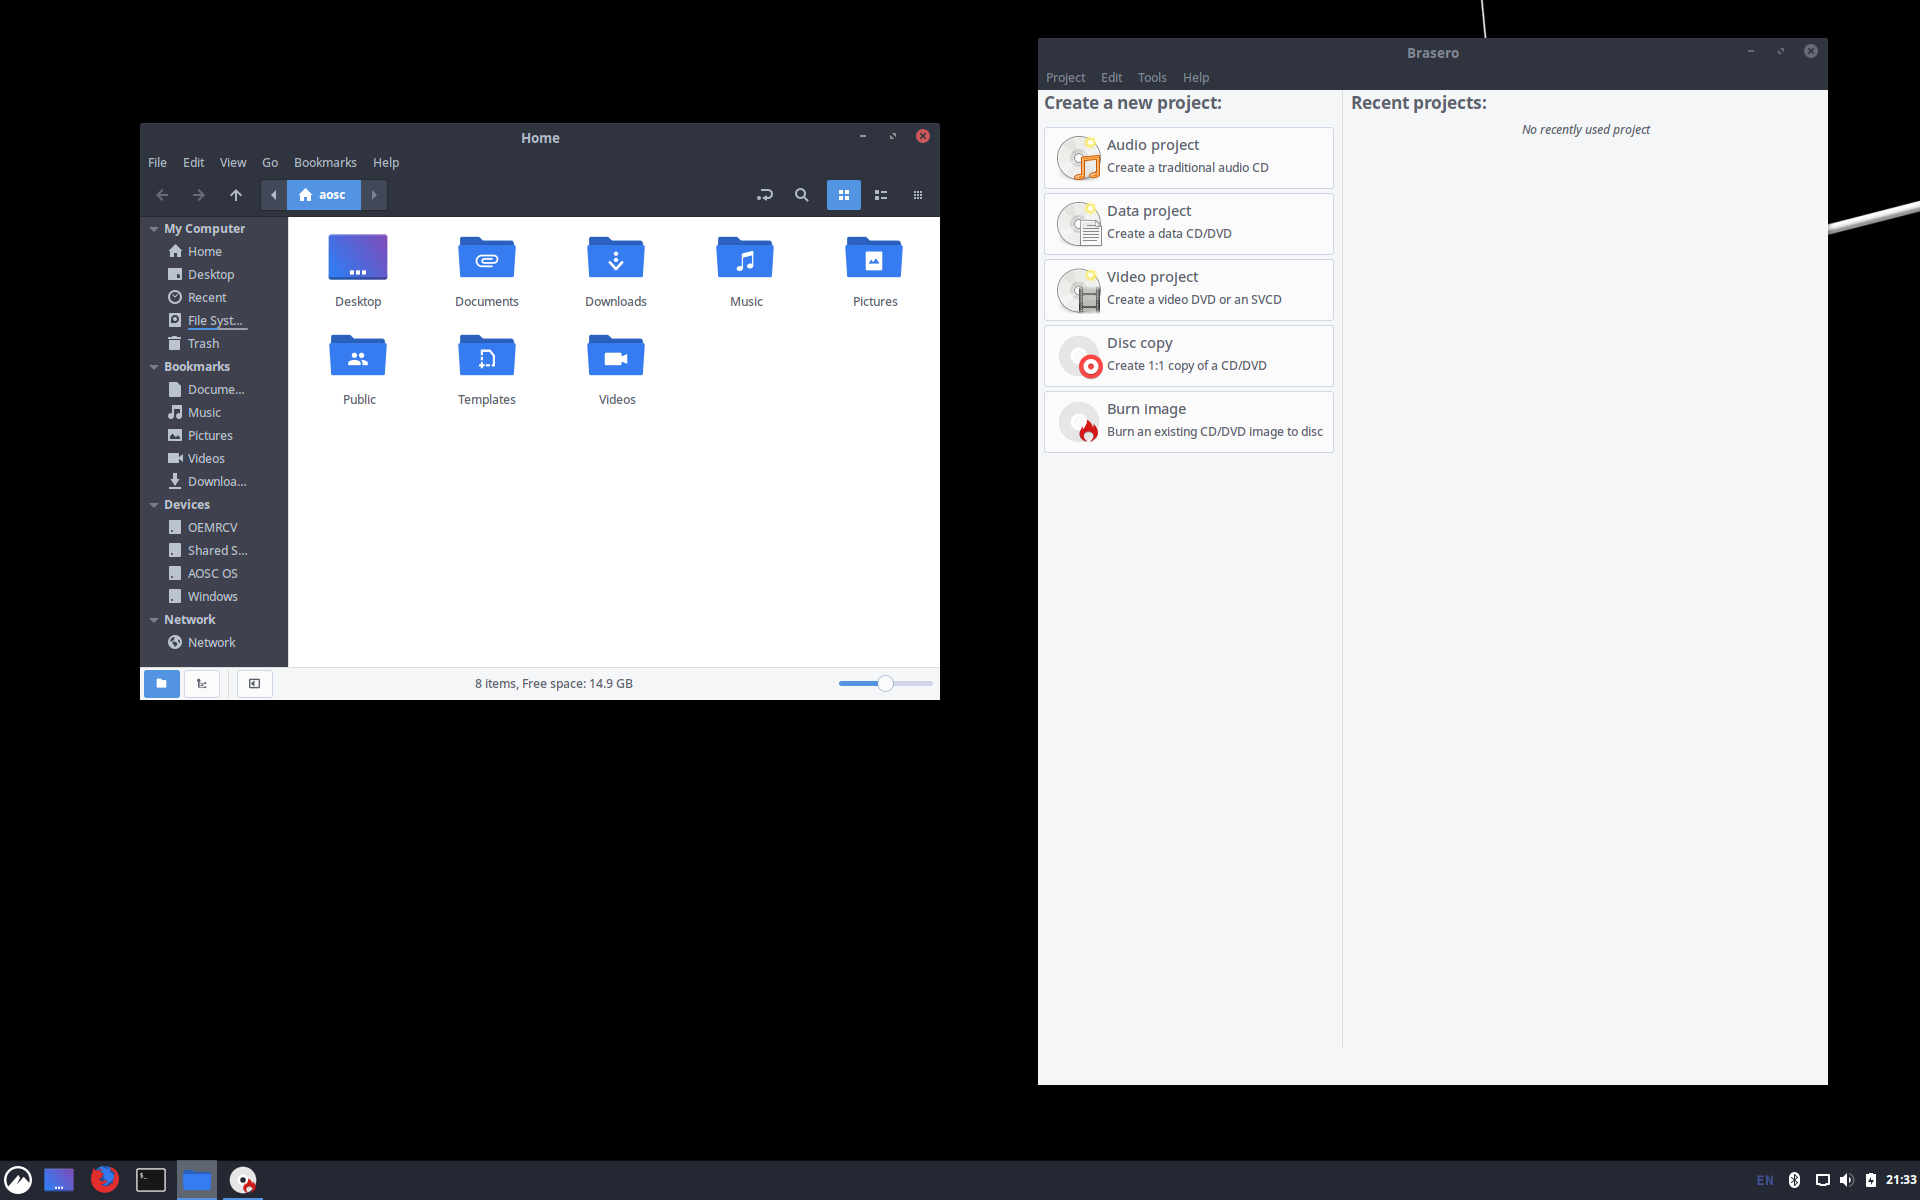 Home
File Edit View Go Bookmarks Help
aosc
My Computer
Home
Desktop
Recent
File Syst...
Trash
Bookmarks
Docume...
Music
Pictures
Videos
Downloa...
Devices
OEMRCV
Shared S...
AOSC OS
Windows
Network
Network
Desktop Documents Downloads Music Pictures
Public Templates Videos
8 items, Free space: 14.9 GB
Brasero
Project Edit Tools Help
Create a new project:
Audio project
Create a traditional audio CD
Data project
Create a data CD/DVD
Video project
Create a video DVD or an SVCD
Disc copy
Create 1:1 copy of a CD/DVD
Burn image
Burn an existing CD/DVD image to disc
Recent projects:
No recently used project
EN 21:33